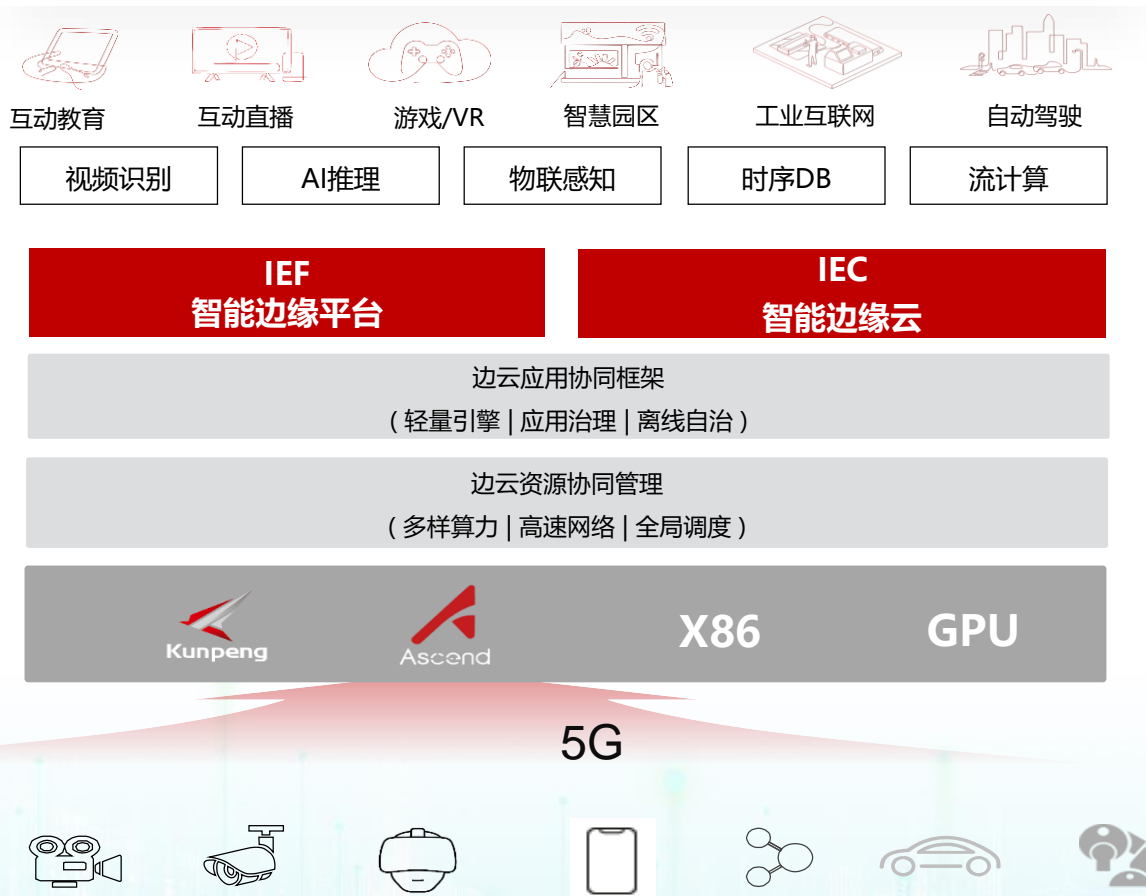 互动教育 互动直播 游戏/VR 智慧园区 工业互联网 自动驾驶
视频识别 AI推理 物联感知 时序DB 流计算
IEF
智能边缘平台
IEC
智能边缘云
边云应用协同框架
（轻量引擎 | 应用治理 | 离线自治）
边云资源协同管理
（多样算力 | 高速网络 | 全局调度）
Kunpeng Ascend X86 GPU
5G